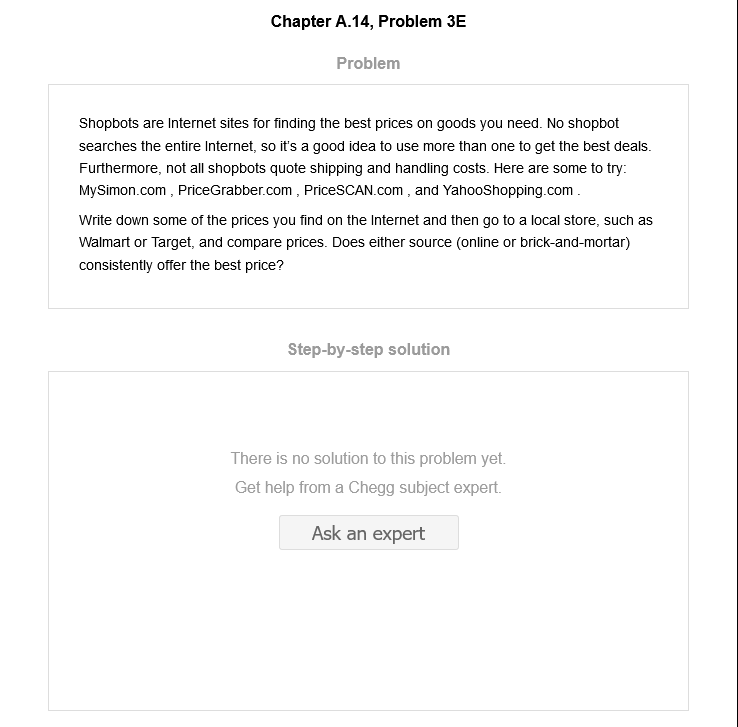 Chapter A.14, Problem 3E
Problem
Shopbots are Internet sites for finding the best prices on goods you need. No shopbot
searches the entire Internet, so it's a good idea to use more than one to get the best deals.
Furthermore, not all shopbots quote shipping and handling costs. Here are some to try:
MySimon.com , PriceGrabber.com , PriceSCAN.com , and YahooShopping.com .
Write down some of the prices you find on the Internet and then go to a local store, such as
Walmart or Target, and compare prices. Does either source (online or brick-and-mortar)
consistently offer the best price?
Step-by-step solution
There is no solution to this problem yet.
Get help from a Chegg subject expert.
Ask an expert